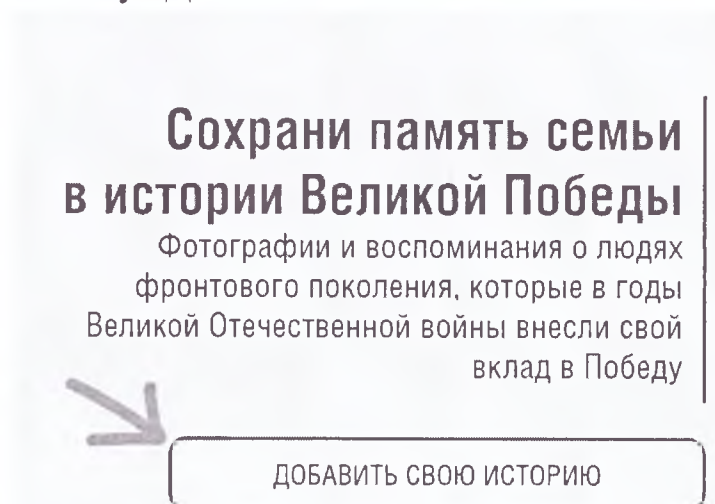 Сохрани память семьи
в истории Великой Победы
Фотографии и воспоминания о людях
фронтового поколения, которые в годы
Великой Отечественной войны внесли свой
вклад в Победу
ДОБАВИТЬ СВОЮ ИСТОРИЮ